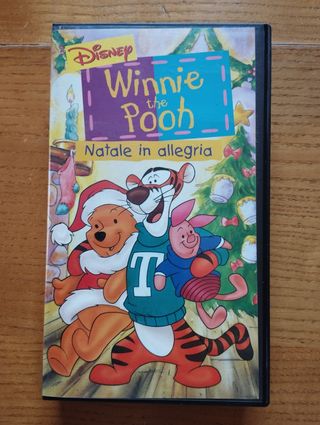 Disney
Winnie
the
Pooh
Natale in allegria
T